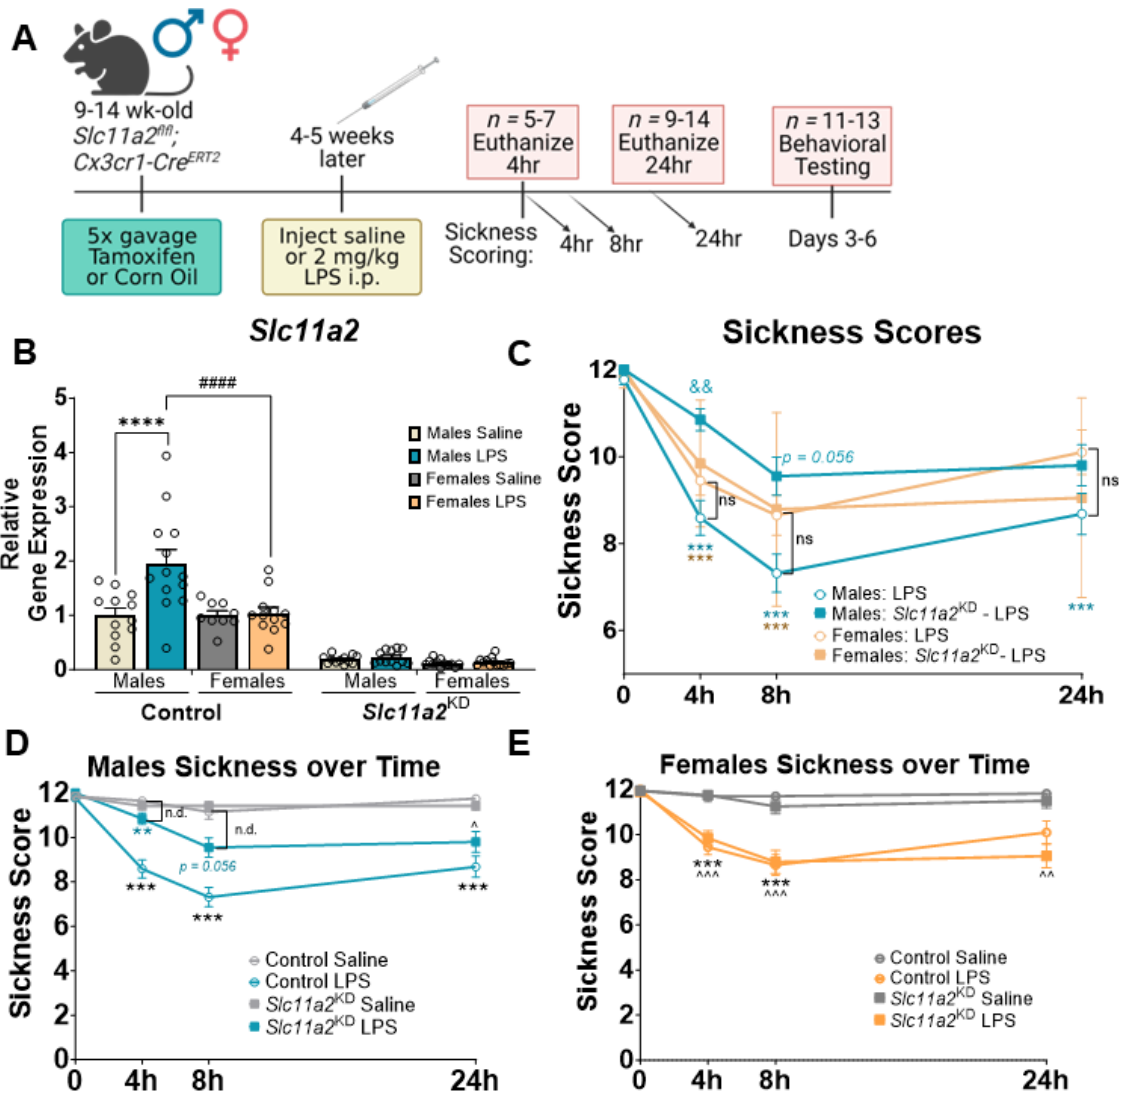 A
9-14 wk-old
Slc11a2fl/fl;
Cx3cr1-CreERT2
4-5 weeks
later
n = 5-7
Euthanize
4hr
n = 9-14
Euthanize
24hr
n = 11-13
Behavioral
Testing
5x gavage
Tamoxifen
or Corn Oil
Inject saline
or 2 mg/kg
LPS i.p.
Sickness
Scoring:
4hr
8hr
24hr
Days 3-6
B
Slc11a2
Relative
Gene Expression
5
4
3
2
1
0
****
####
Males Saline
Males LPS
Females Saline
Females LPS
Males
Females
Males
Females
Control
Slc11a2KD
C
Sickness Scores
Sickness Score
12
10
8
6
&&
p = 0.056
ns
ns
ns
***
***
***
***
***
Males: LPS
Males: Slc11a2KD - LPS
Females: LPS
Females: Slc11a2KD- LPS
0
4h
8h
24h
D
Males Sickness over Time
Sickness Score
12
10
8
6
4
2
0
n.d.
n.d.
**
p = 0.056
^
***
***
***
Control Saline
Control LPS
Slc11a2KD Saline
Slc11a2KD LPS
0
4h
8h
24h
E
Females Sickness over Time
Sickness Score
12
10
8
6
4
2
0
***
^^^
***
^^^
^^
Control Saline
Control LPS
Slc11a2KD Saline
Slc11a2KD LPS
0
4h
8h
24h